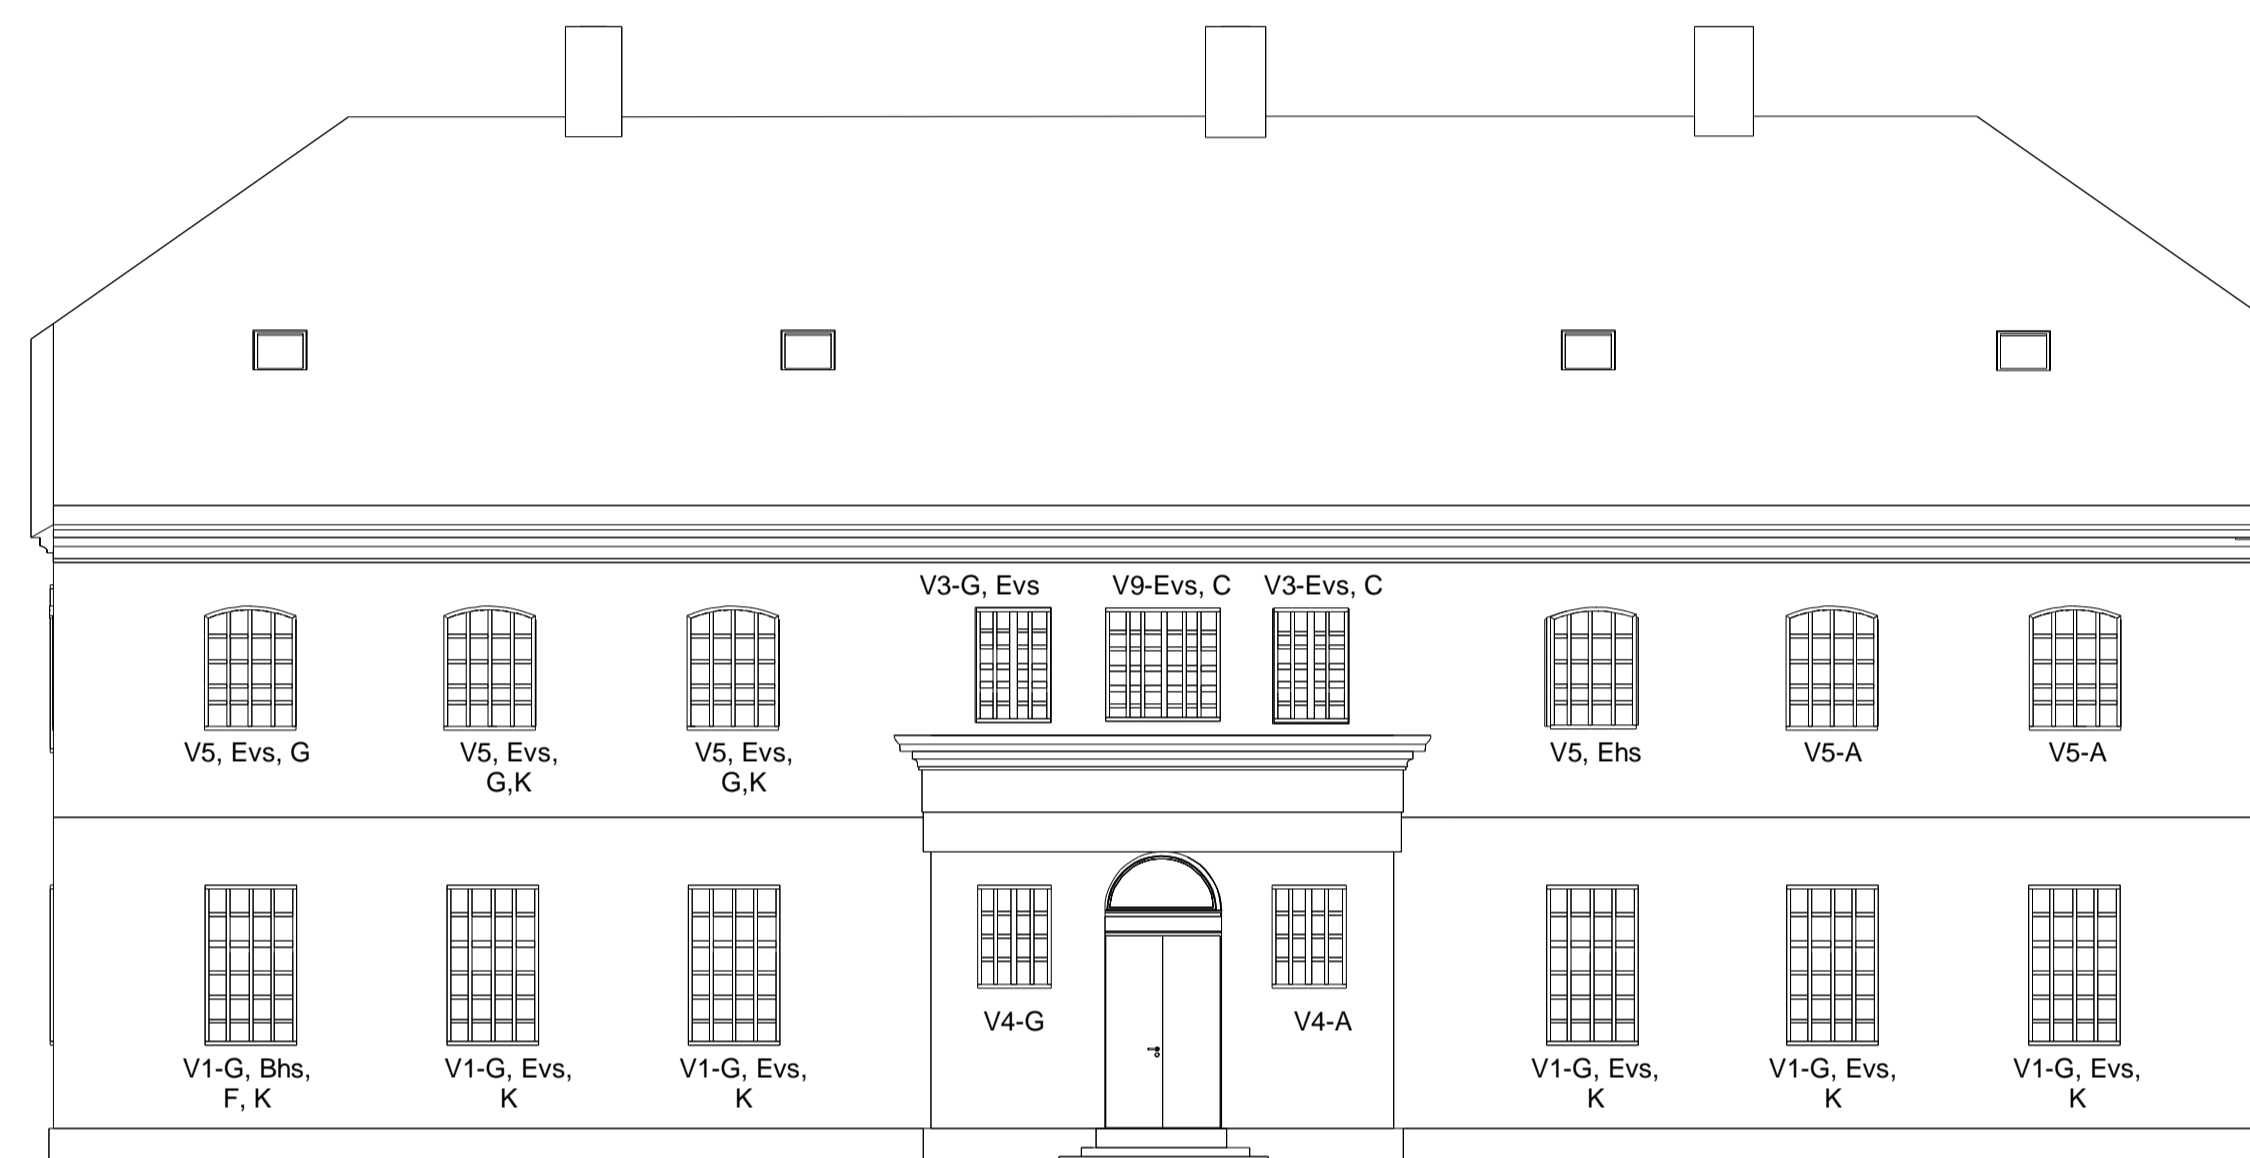 V3-G, Evs
V9-Evs, C
V3-Evs, C
V5, Evs, G
V5, Evs,
G,K
V5, Evs,
G,K
V5, Ehs
V5-A
V5-A
V4-G
V4-A
V1-G, Bhs,
F, K
V1-G, Evs,
K
V1-G, Evs,
K
V1-G, Evs,
K
V1-G, Evs,
K
V1-G, Evs,
K